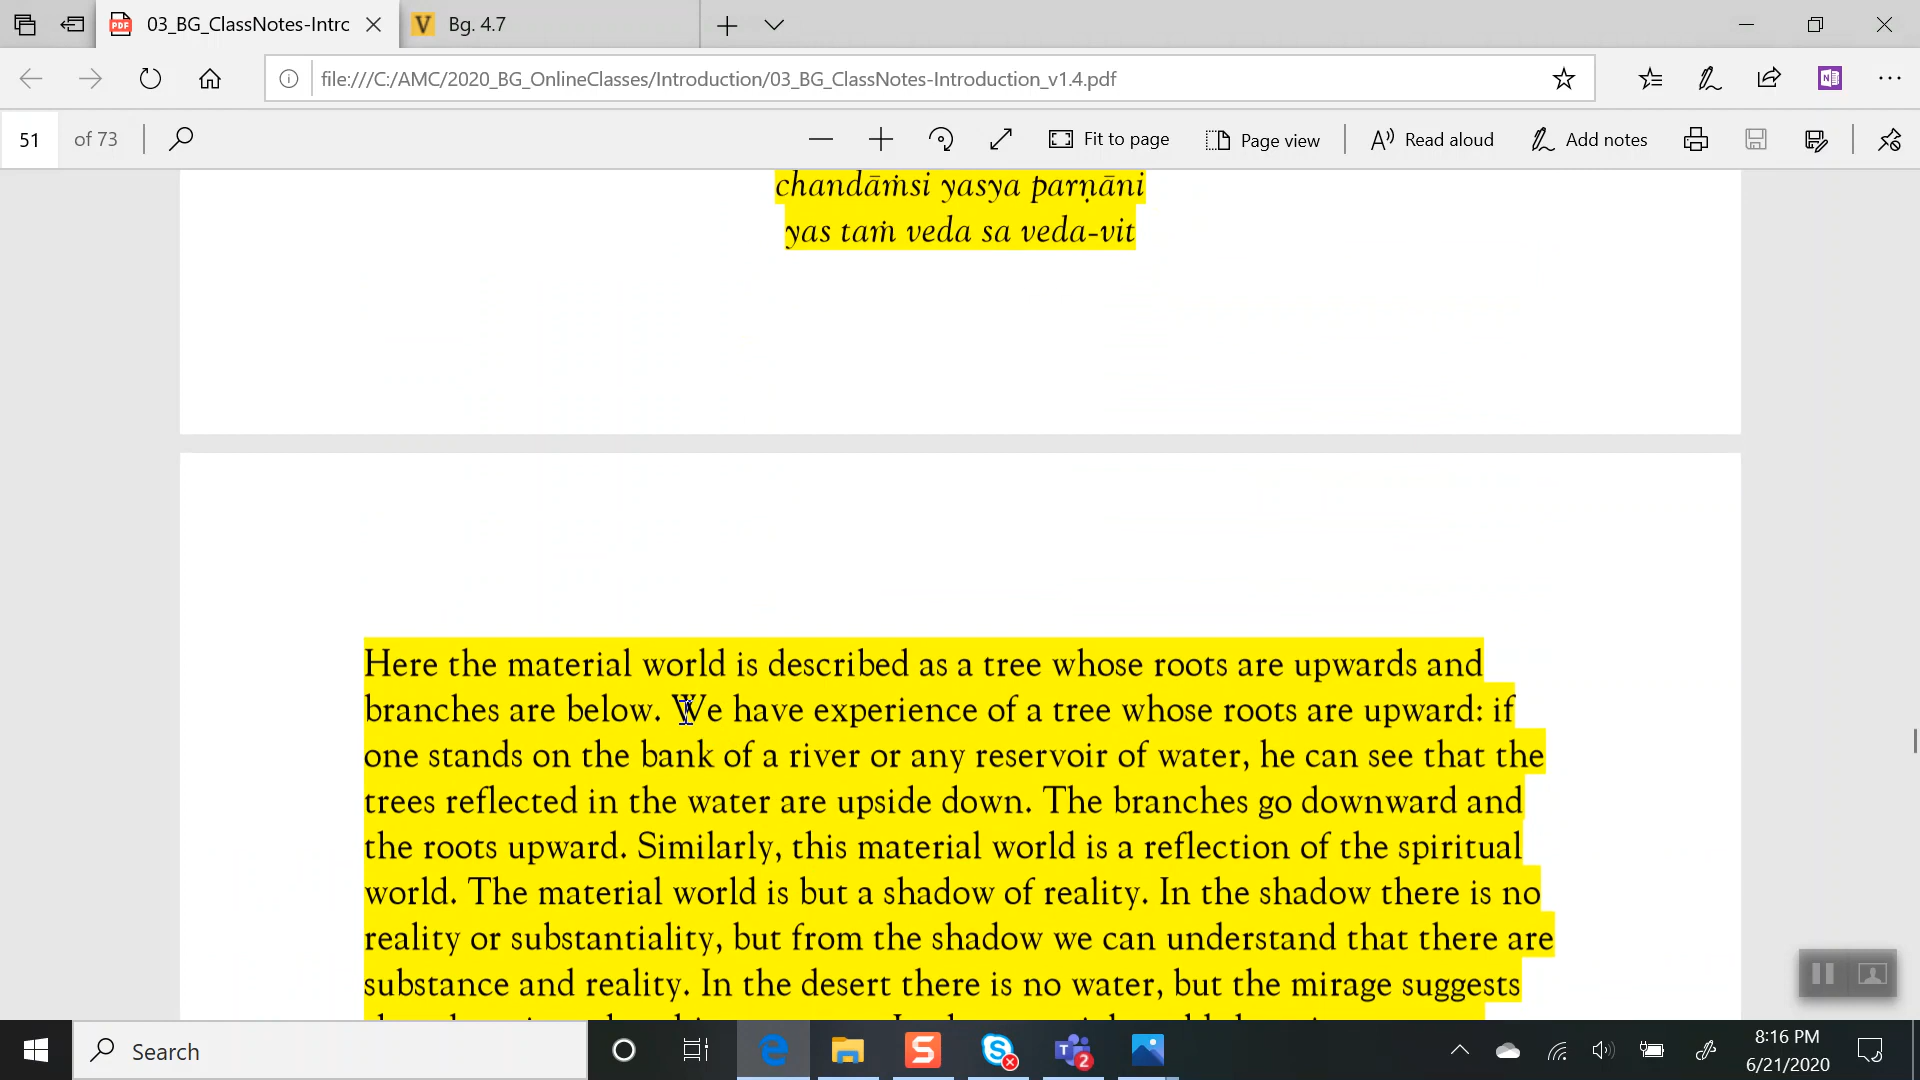 03_BG_ClassNotes-Intrc
Bg. 4.7
file:///C:/AMC/2020_BG_OnlineClasses/Introduction/03_BG_ClassNotes-Introduction_v1.4.pdf
51 of 73
Fit to page
Page view
Read aloud
Add notes
chandāṁsi yasya parṇāni
yas taṁ veda sa veda-vit
Here the material world is described as a tree whose roots are upwards and
branches are below. We have experience of a tree whose roots are upward: if
one stands on the bank of a river or any reservoir of water, he can see that the
trees reflected in the water are upside down. The branches go downward and
the roots upward. Similarly, this material world is a reflection of the spiritual
world. The material world is but a shadow of reality. In the shadow there is no
reality or substantiality, but from the shadow we can understand that there are
substance and reality. In the desert there is no water, but the mirage suggests
Search
2
8:16 PM
6/21/2020